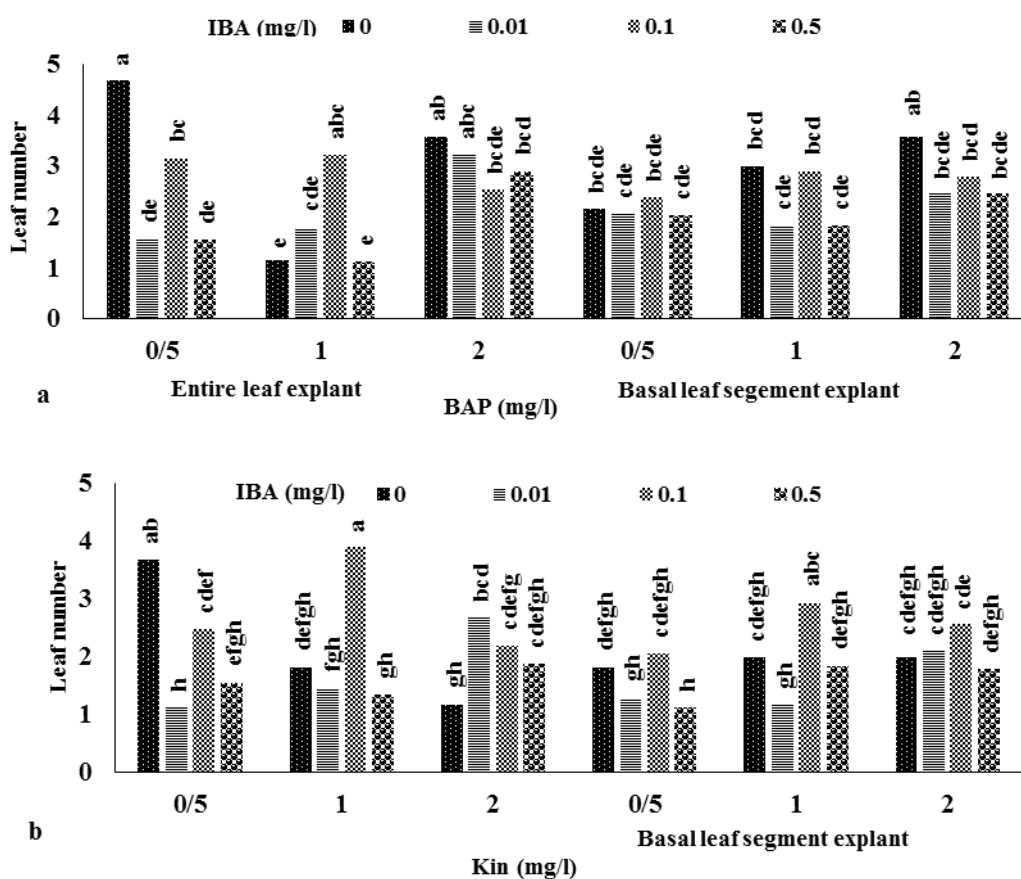 IBA (mg/l) 0 0.01 0.1 0.5
Leaf number
5
4
3
2
1
0
a de bc de e cde abc e ab abc bcde bcd bcde cde bcde cde bcd cde bcd cde ab bcde bcd bcde
0/5 1 2 0/5 1 2
Entire leaf explant Basal leaf segement explant
a
BAP (mg/l)
IBA (mg/l) 0 0.01 0.1 0.5
Leaf number
5
4
3
2
1
0
ab h cdef efgh defgh fgh a gh gh bcd cdefg cdefgh defgh gh cdefgh h cdefgh gh abc defgh cdefgh cdefgh cde defgh
0/5 1 2 0/5 1 2
b
Basal leaf segment explant
Kin (mg/l)